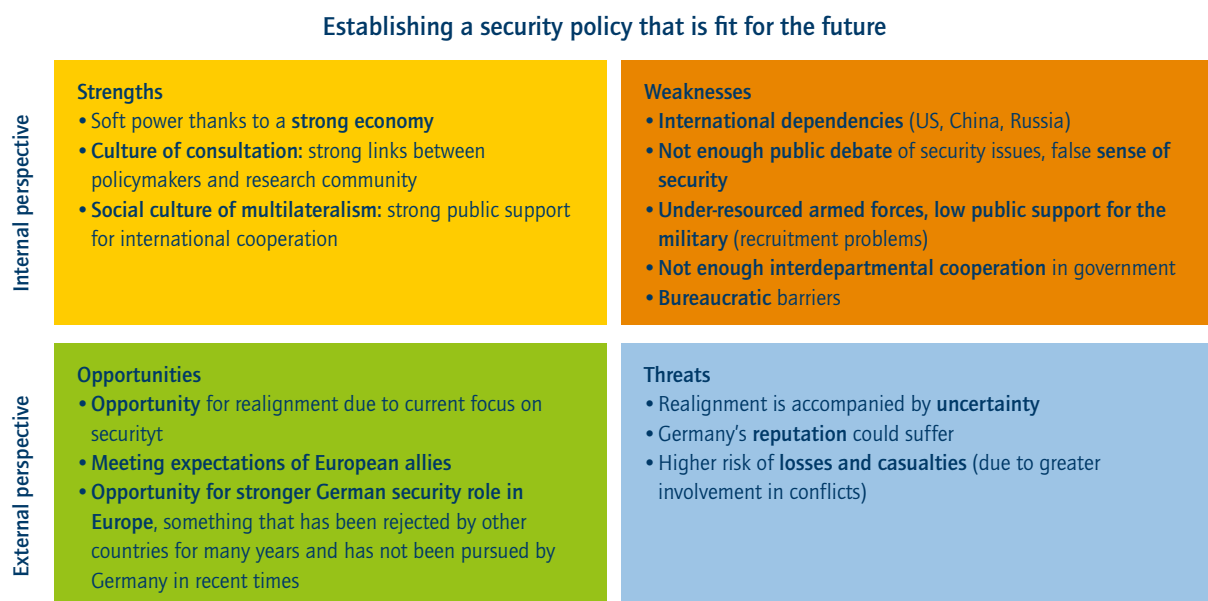 Establishing a security policy that is fit for the future
Internal perspective
Strengths
• Soft power thanks to a strong economy
• Culture of consultation: strong links between
policymakers and research community
• Social culture of multilateralism: strong public support
for international cooperation
Weaknesses
• International dependencies (US, China, Russia)
• Not enough public debate of security issues, false sense of
security
• Under-resourced armed forces, low public support for the
military (recruitment problems)
• Not enough interdepartmental cooperation in government
• Bureaucratic barriers
External perspective
Opportunities
• Opportunity for realignment due to current focus on
securityt
• Meeting expectations of European allies
• Opportunity for stronger German security role in
Europe, something that has been rejected by other
countries for many years and has not been pursued by
Germany in recent times
Threats
• Realignment is accompanied by uncertainty
• Germany's reputation could suffer
• Higher risk of losses and casualties (due to greater
involvement in conflicts)